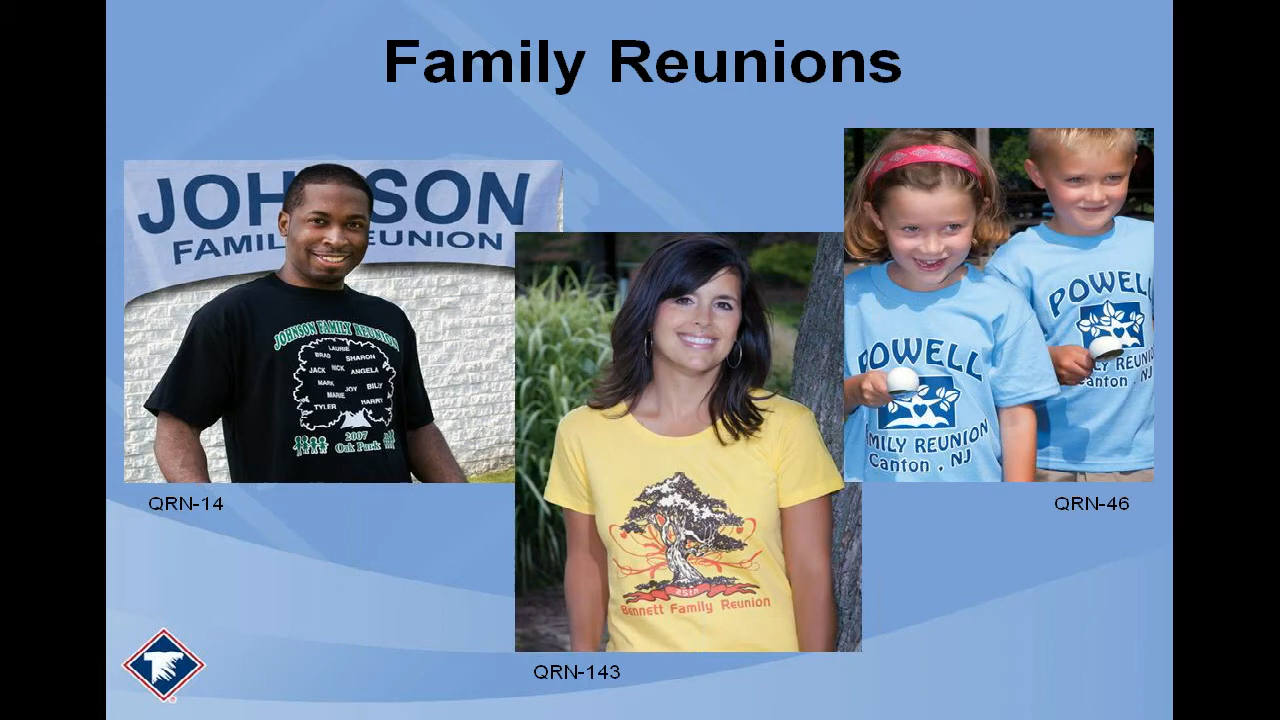 Family Reunions
JOHNSON
FAMILY REUNION
JOHNSON FAMILY REUNION
LAURIE
BRAD
SHARON
JACK
NICK
ANGELA
MARK
JOY
BILLY
MARIE
TYLER
HARRY
2007
Oak Park
QRN-14
25TH
Bennett Family Reunion
QRN-143
POWELL
FAMILY REUNION
Canton , NJ
POWELL
REUNION
Canton , NJ
QRN-46